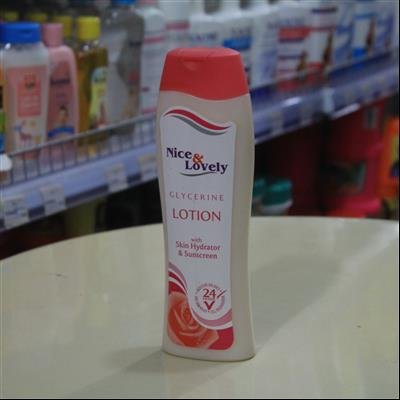 Nice &
Lovely
GLYCERINE
LOTION
with
Skin Hydrator
& Sunscreen
24